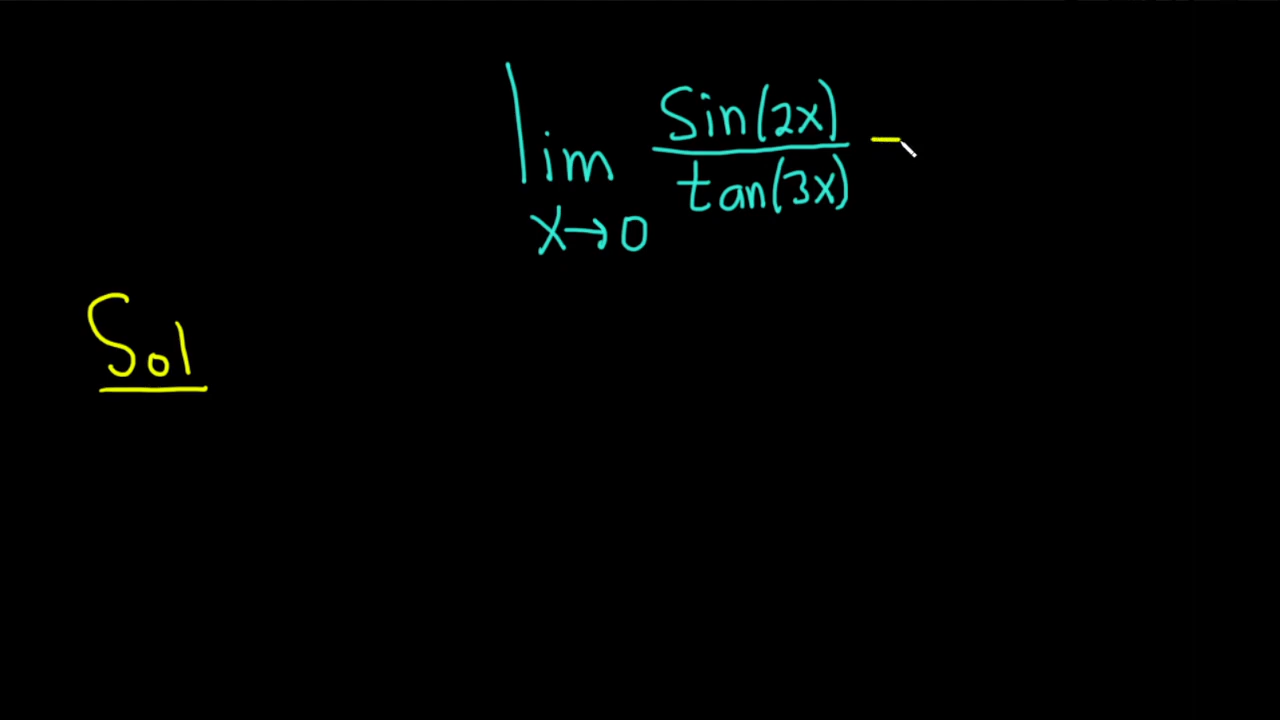 lim Sin(2x) —
tan(3x)
x→0
Sol